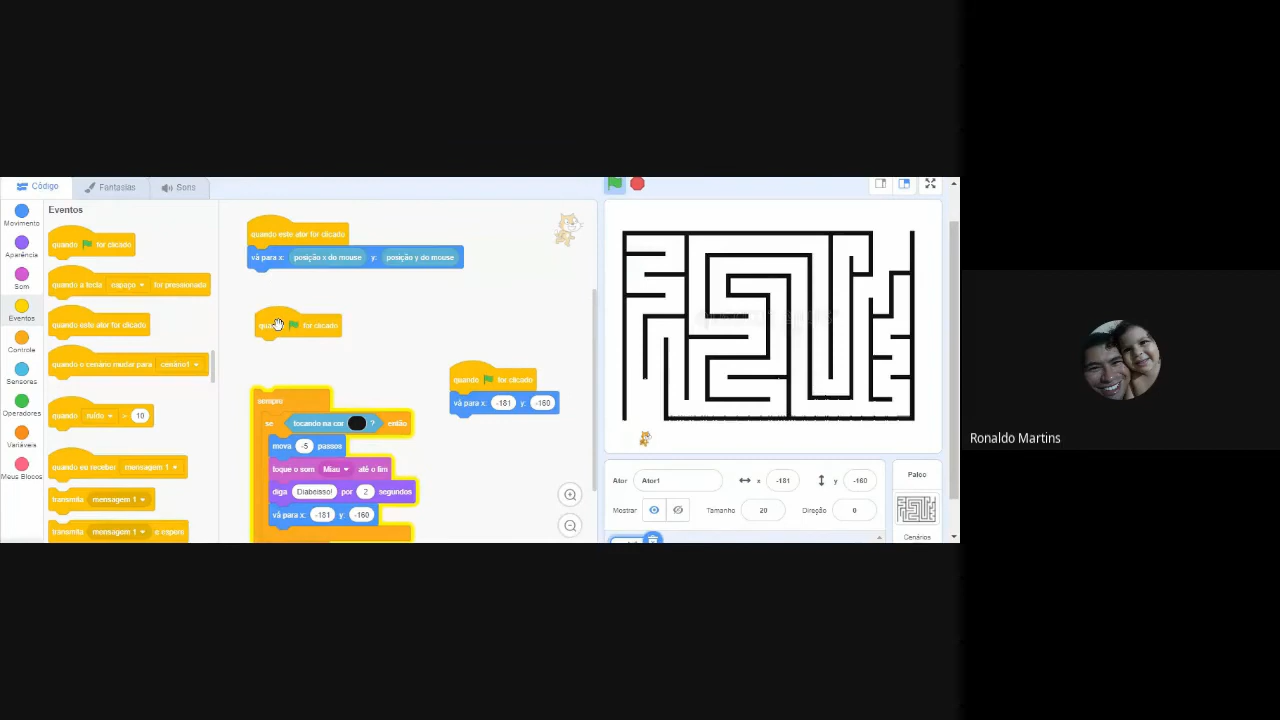 Código Fantasias Sons
Movimento
Aparência
Som
Eventos
Controle
Sensores
Operadores
Variáveis
Meus Blocos
Eventos
quando for clicado
quando a tecla espaço for pressionada
quando este ator for clicado
quando o cenário mudar para cenário1
quando ruído > 10
quando eu receber mensagem 1
transmita mensagem 1
transmita mensagem 1 e espere
quando este ator for clicado
vá para x: posição x do mouse y: posição y do mouse
for clicado
quando for clicado
vá para x: -181 y: -160
sempre
se tocando na cor ? então
mova -5 passos
toque o som Miau até o fim
diga por 2 segundos
vá para x: -181 y: -160
Ator Ator1 x -181 y -160
Mostrar Tamanho 20 Direção 0
Palco
Cenários
Ronaldo Martins